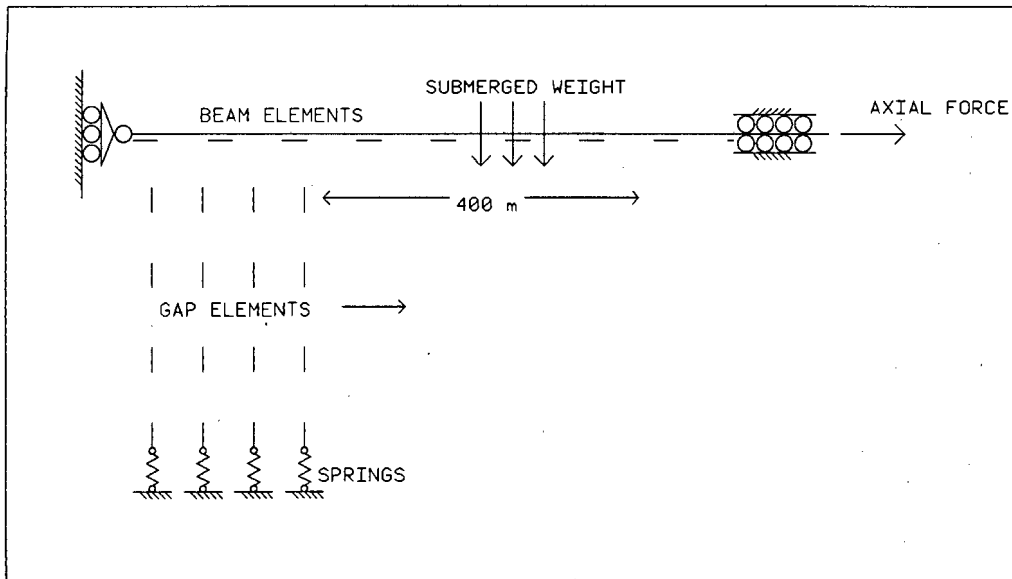 SUBMERGED WEIGHT
BEAM ELEMENTS
AXIAL FORCE
400 m
GAP ELEMENTS
SPRINGS